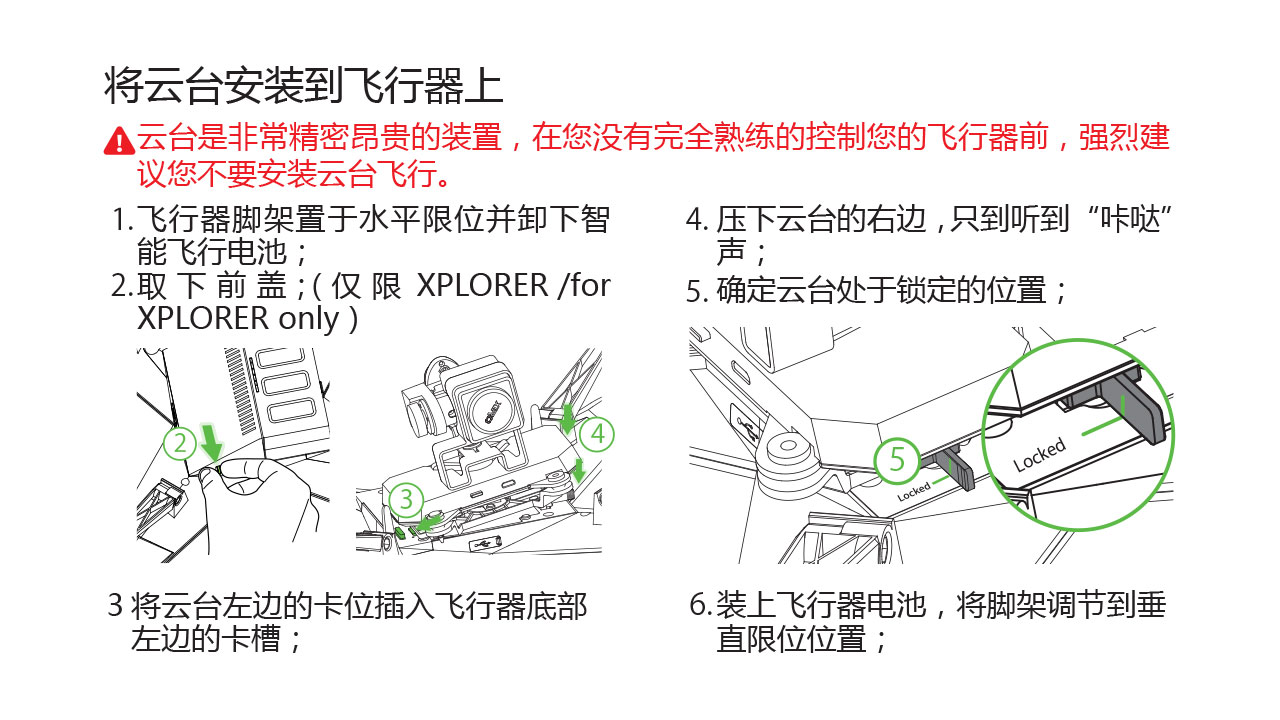 将云台安装到飞行器上
云台是非常精密昂贵的装置，在您没有完全熟练的控制您的飞行器前，强烈建
议您不要安装云台飞行。
1.飞行器脚架置于水平限位并卸下智
能飞行电池；
2.取下前盖；(仅限 XPLORER /for
XPLORER only )
2
3
4
3 将云台左边的卡位插入飞行器底部
左边的卡槽；
4. 压下云台的右边，只到听到“咔哒”
声；
5. 确定云台处于锁定的位置；
5
Locked
Locked
6.装上飞行器电池，将脚架调节到垂
直限位位置；